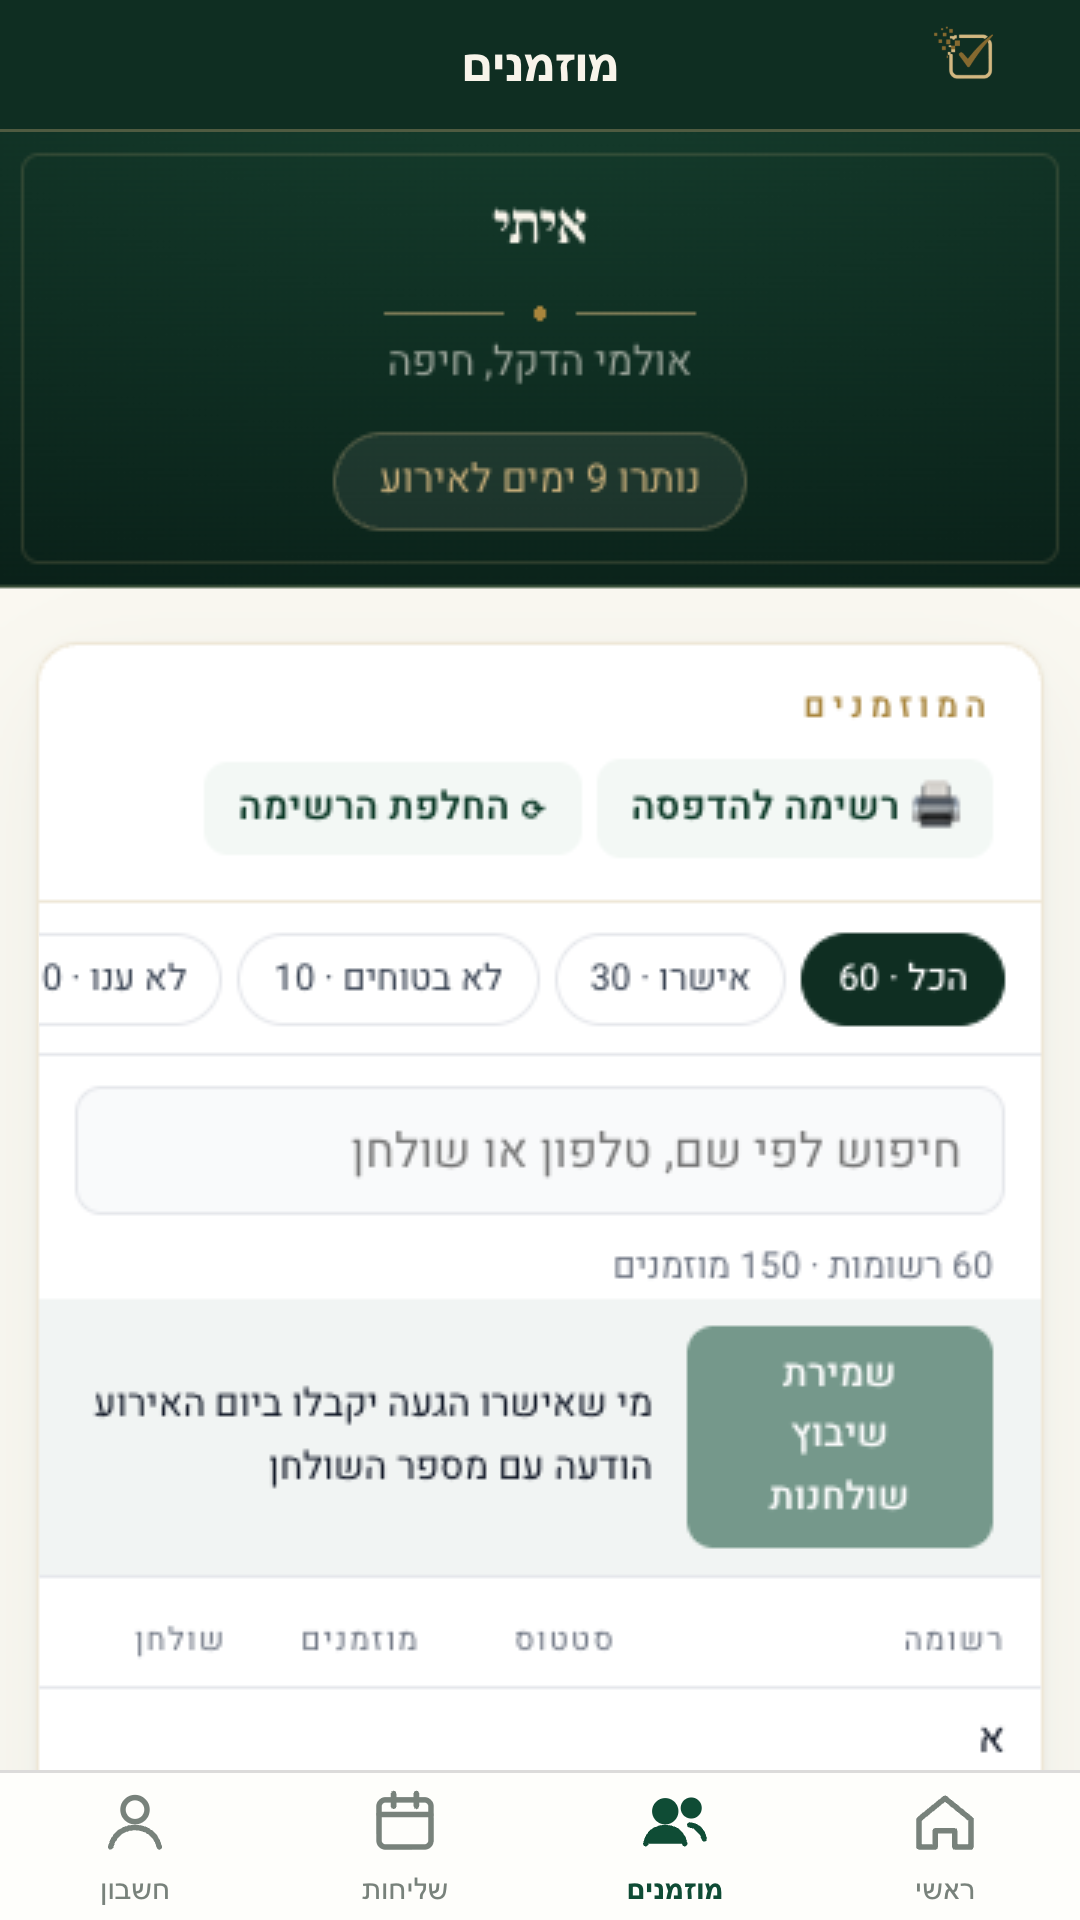 מוזמנים
איתי
אולמי הדקל, חיפה
נותרו 9 ימים לאירוע
המוזמנים
רשימה להדפסה
⟳ החלפת הרשימה
הכל · 60
אישרו · 30
לא בטוחים · 10
לא ענו · 0
חיפוש לפי שם, טלפון או שולחן
60 רשומות · 150 מוזמנים
שמירת
שיבוץ
שולחנות
מי שאישרו הגעה יקבלו ביום האירוע
הודעה עם מספר השולחן
רשומה
סטטוס
מוזמנים
שולחן
א
ראשי
מוזמנים
שליחות
חשבון